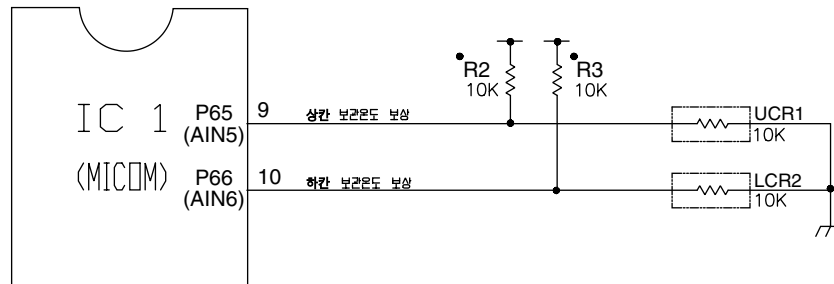 R2
10K
R3
10K
IC 1
(MICOM)
P65
(AIN5)
9
상칸 보관온도 보상
UCR1
10K
P66
(AIN6)
10
하칸 보관온도 보상
LCR2
10K